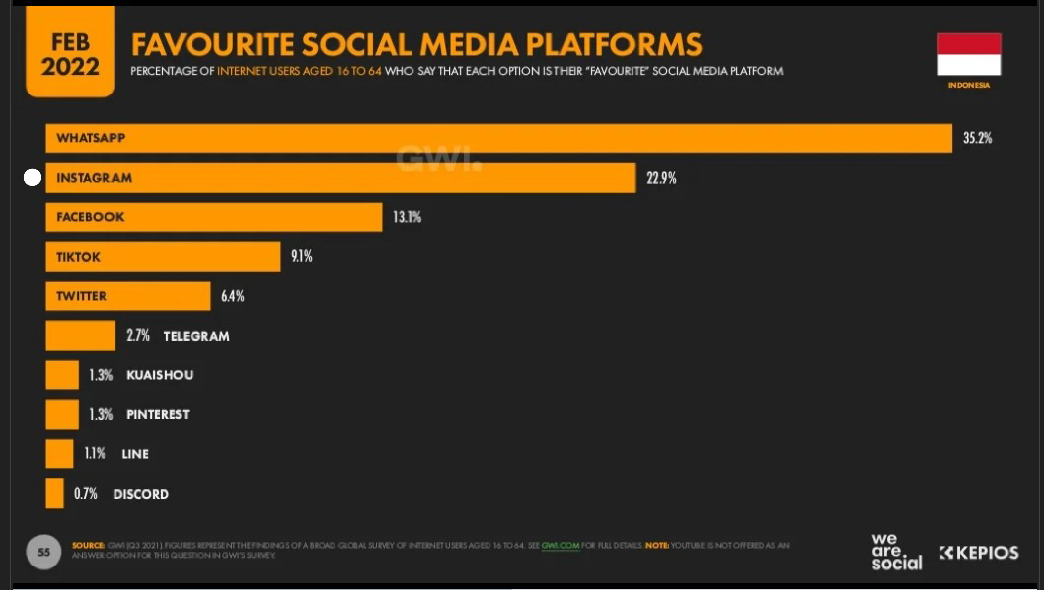 FEB
2022
FAVOURITE SOCIAL MEDIA PLATFORMS
PERCENTAGE OF INTERNET USERS AGED 16 TO 64 WHO SAY THAT EACH OPTION IS THEIR "FAVOURITE" SOCIAL MEDIA PLATFORM
INDONESIA
WHATSAPP 35.2%
GWI.
INSTAGRAM 22.9%
FACEBOOK 13.1%
TIKTOK 9.1%
TWITTER 6.4%
2.7% TELEGRAM
1.3% KUAISHOU
1.3% PINTEREST
1.1% LINE
0.7% DISCORD
55
SOURCE: GWI (Q3 2021). FIGURES REPRESENT THE FINDINGS OF A BROAD GLOBAL SURVEY OF INTERNET USERS AGED 16 TO 64. SEE GWI.COM FOR FULL DETAILS. NOTE: YOUTUBE IS NOT OFFERED AS AN
ANSWER OPTION FOR THIS QUESTION IN GWI'S SURVEY.
we
are
social
KEPIOS